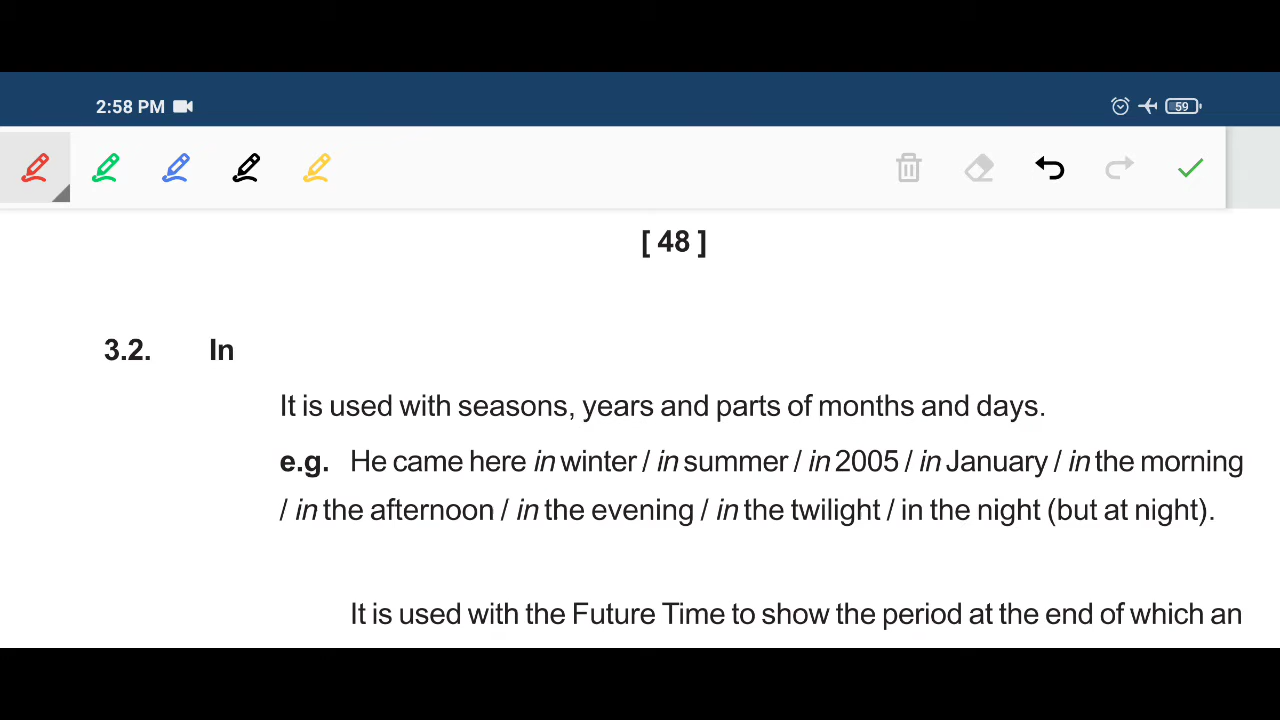 2:58 PM
59
[ 48 ]
3.2. In
It is used with seasons, years and parts of months and days.
e.g. He came here in winter / in summer / in 2005 / in January / in the morning
/ in the afternoon / in the evening / in the twilight / in the night (but at night).
It is used with the Future Time to show the period at the end of which an